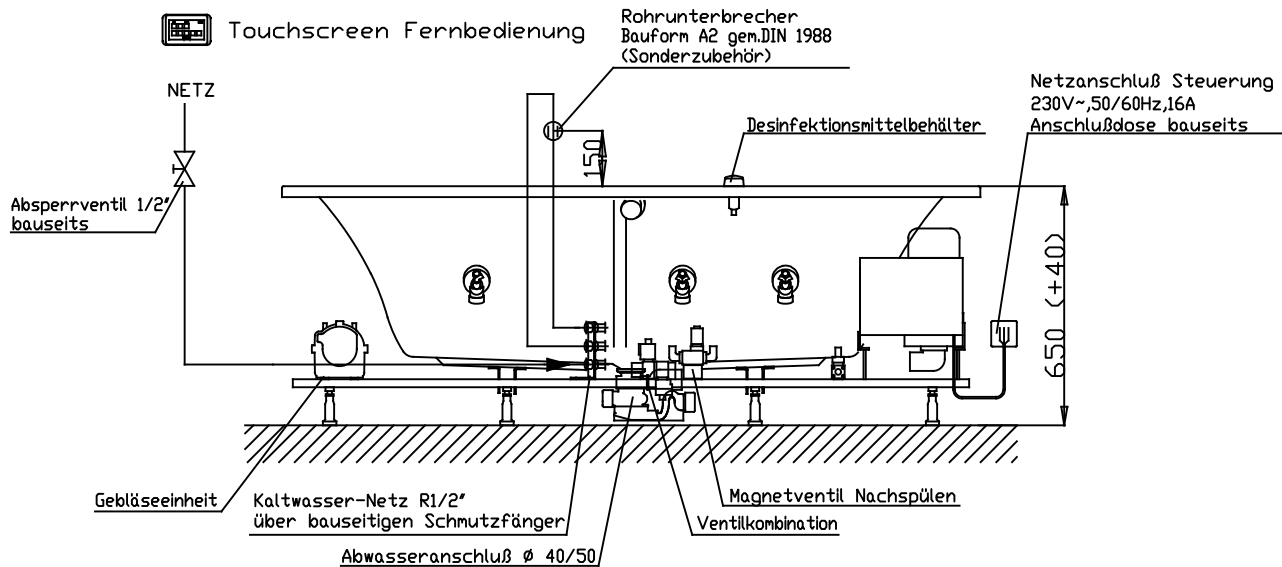 Touchscreen Fernbedienung
Rohrunterbrecher
Bauform A2 gem.DIN 1988
(Sonderzubehör)
NETZ
Netzanschluß Steuerung
230V~,50/60Hz,16A
Anschlußdose bauseits
Desinfektionsmittelbehälter
150
Absperrventil 1/2"
bauseits
650 (+40)
Gebläseeinheit
Kaltwasser-Netz R1/2"
über bauseitigen Schmutzfänger
Magnetventil Nachspülen
Ventilkombination
Abwasseranschluß Ø 40/50